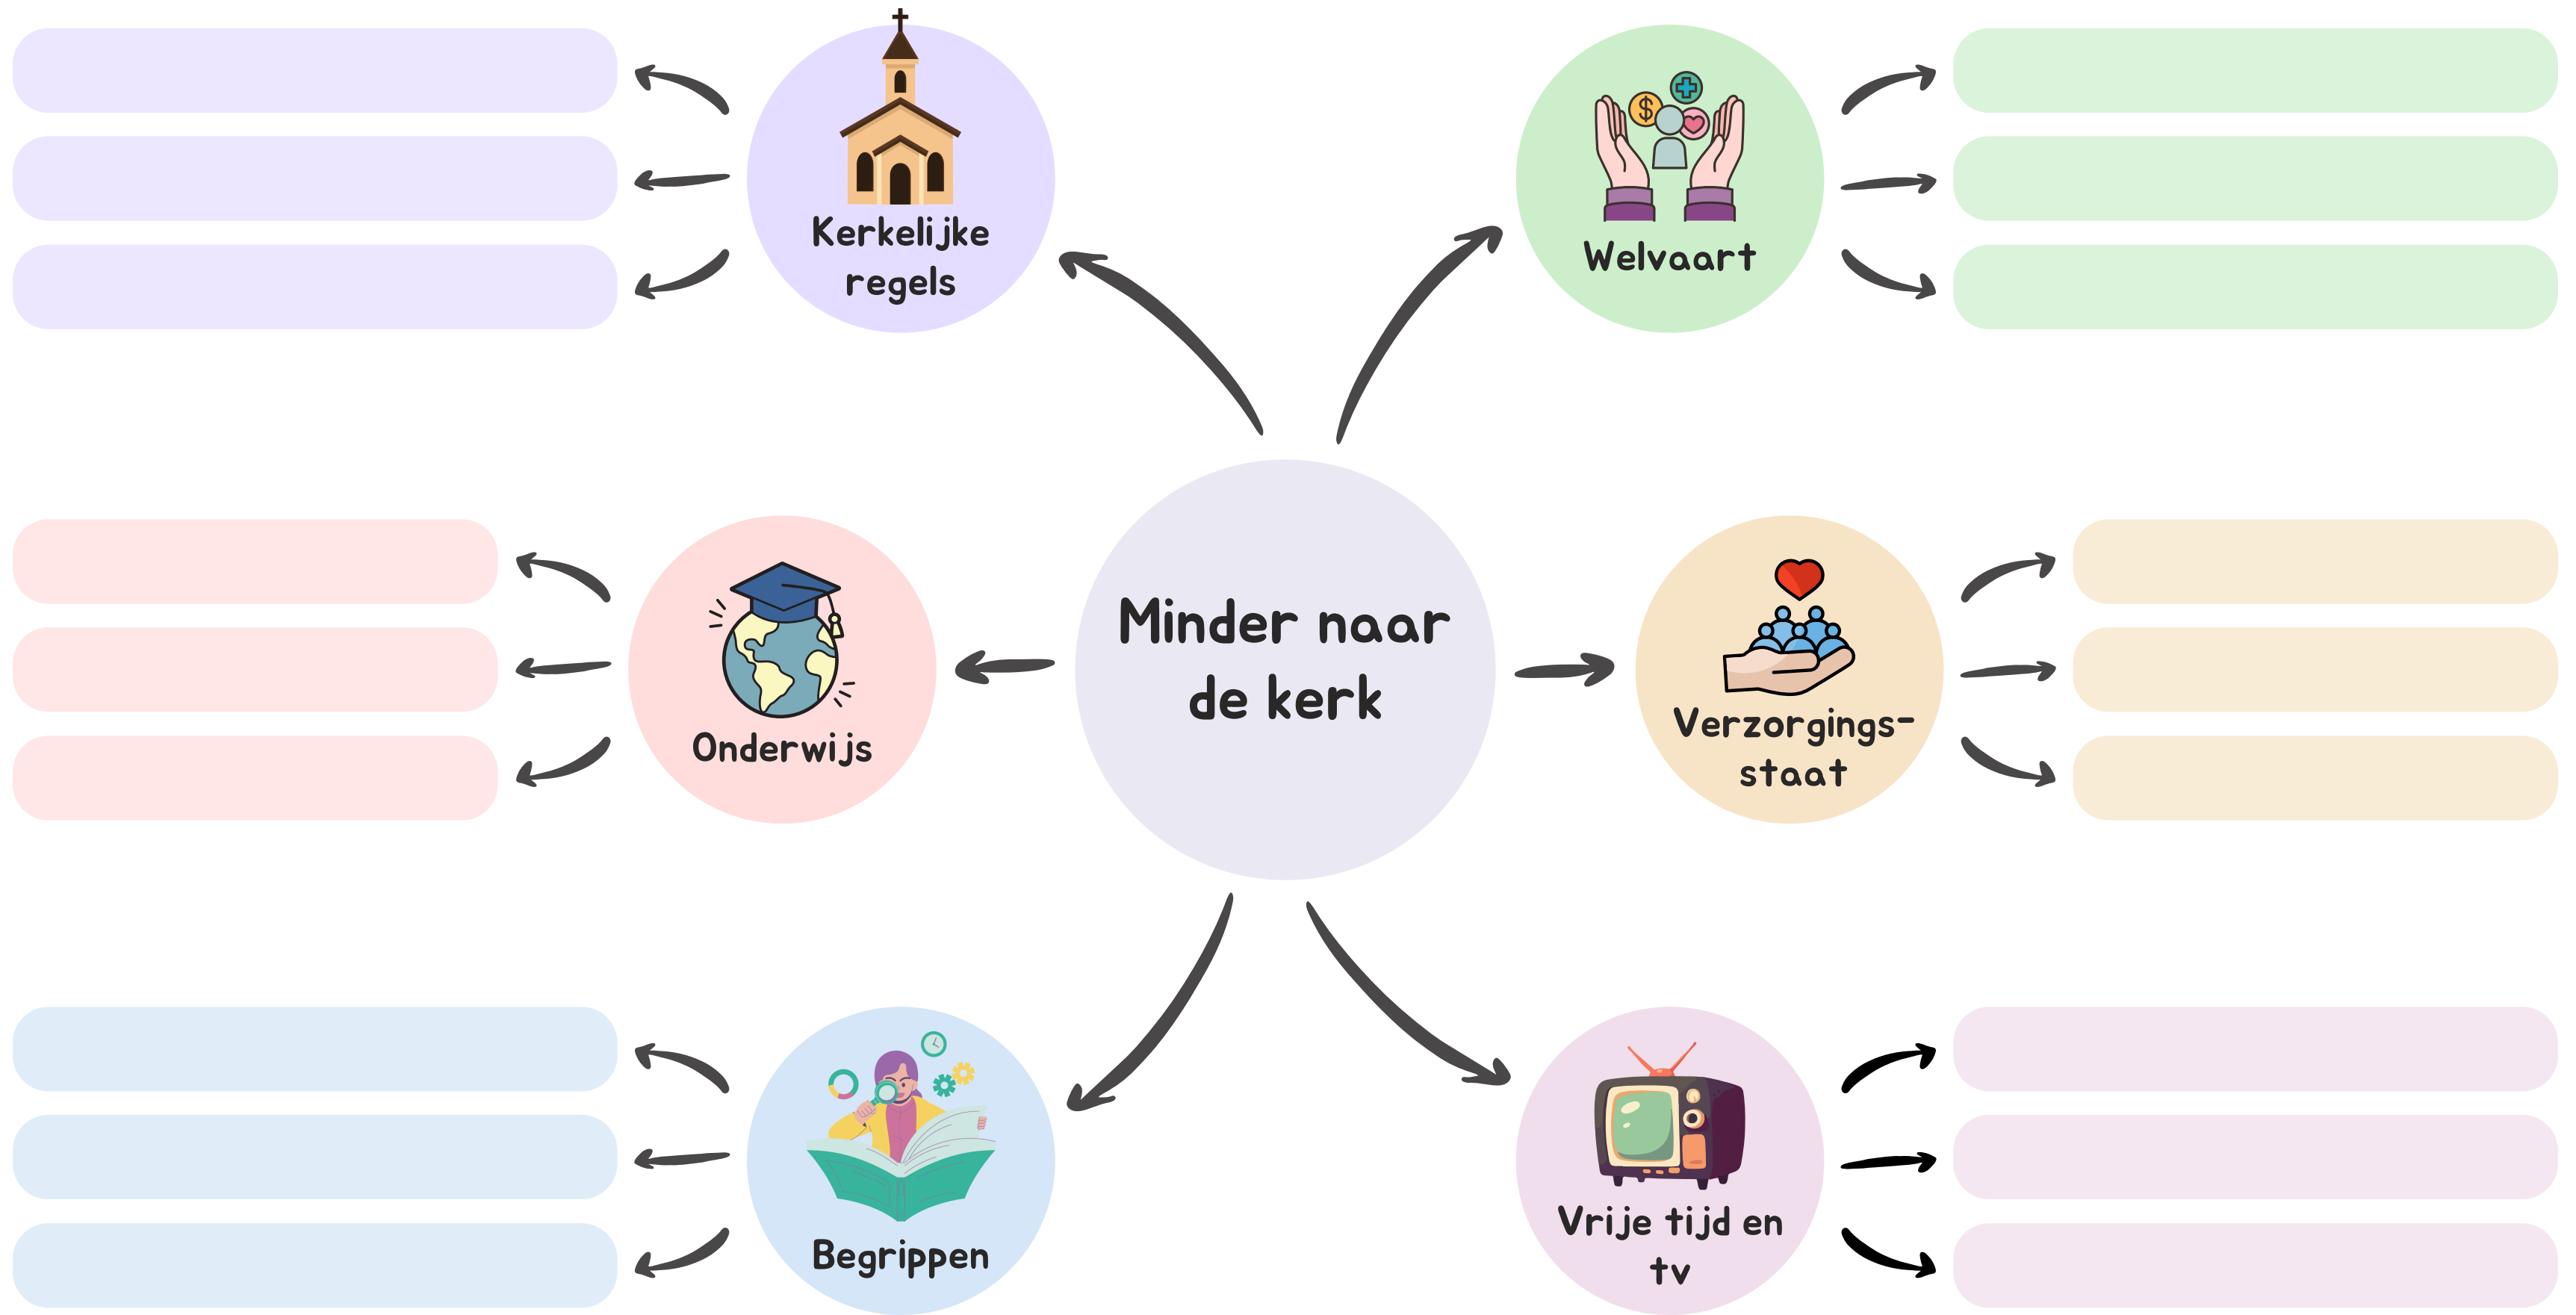 Kerkelijke
regels
Welvaart
Minder naar
de kerk
Onderwijs
Verzorgings-
staat
Begrippen
Vrije tijd en
tv